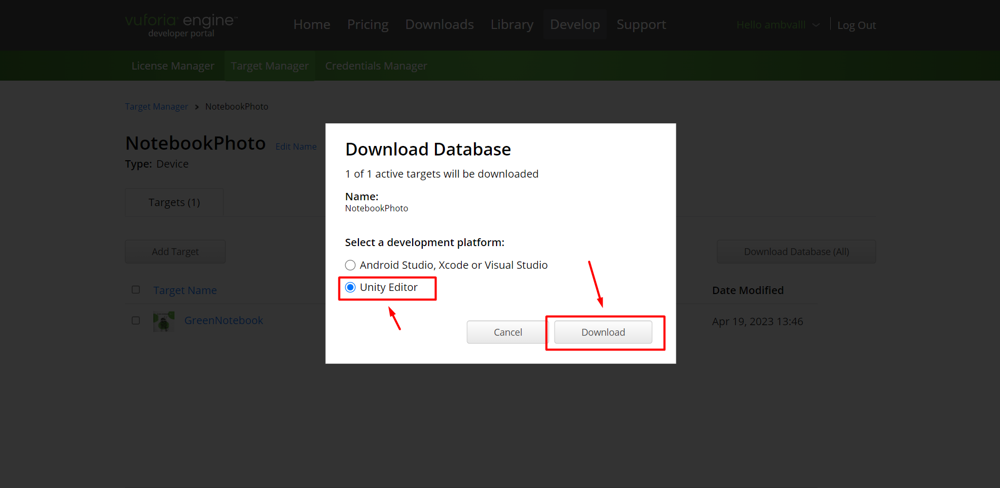 vuforia® engine™
developer portal
Home Pricing Downloads Library Develop Support
Hello ambvalll Log Out
License Manager Target Manager Credentials Manager
Target Manager > NotebookPhoto
NotebookPhoto Edit Name
Type: Device
Targets (1)
Add Target
Download Database (All)
Target Name
Date Modified
GreenNotebook
Apr 19, 2023 13:46
Download Database
1 of 1 active targets will be downloaded
Name:
NotebookPhoto
Select a development platform:
Android Studio, Xcode or Visual Studio
Unity Editor
Cancel
Download